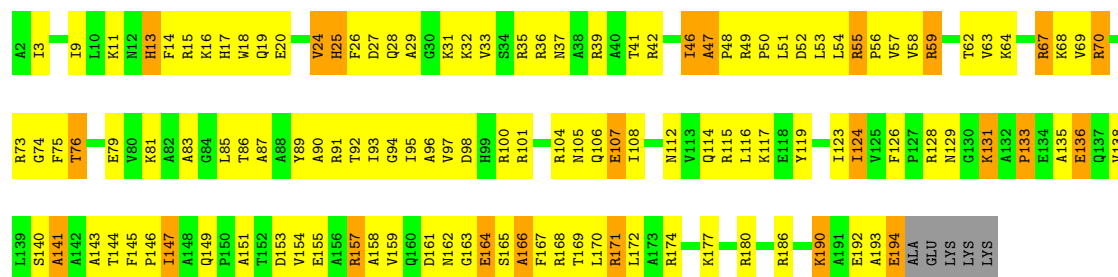 A2 I3 I9 L10 K11 N12 H13 F14 R15 K16 H17 W18 Q19 E20 V24 H25 F26 D27 Q28 A29 G30 K31 K32 V33 S34 R35 R36 N37 A38 R39 A40 T41 R42 I46 A47 P48 R49 P50 L51 D52 L53 L54 R55 P56 V57 V58 R59 T62 V63 K64 R67 K68 V69 R70
R73 G74 F75 T76 E79 V80 K81 A82 A83 G84 L85 T86 A87 A88 Y89 A90 R91 T92 I93 G94 I95 A96 V97 D98 H99 R100 R101 R104 N105 Q106 E107 I108 N112 V113 Q114 R115 L116 K117 E118 Y119 I123 I124 V125 F126 P127 R128 N129 G130 K131 A132 P133 E134 A135 E136 Q137 V138
L139 S140 A141 A142 A143 T144 F145 P146 I147 A148 Q149 P150 A151 T152 D153 V154 E155 A156 R157 A158 V159 Q160 D161 N162 G163 E164 S165 A166 F167 R168 T169 L170 R171 L172 A173 R174 K177 R180 R186 K190 A191 E192 A193 E194 ALA GLU LYS LYS LYS